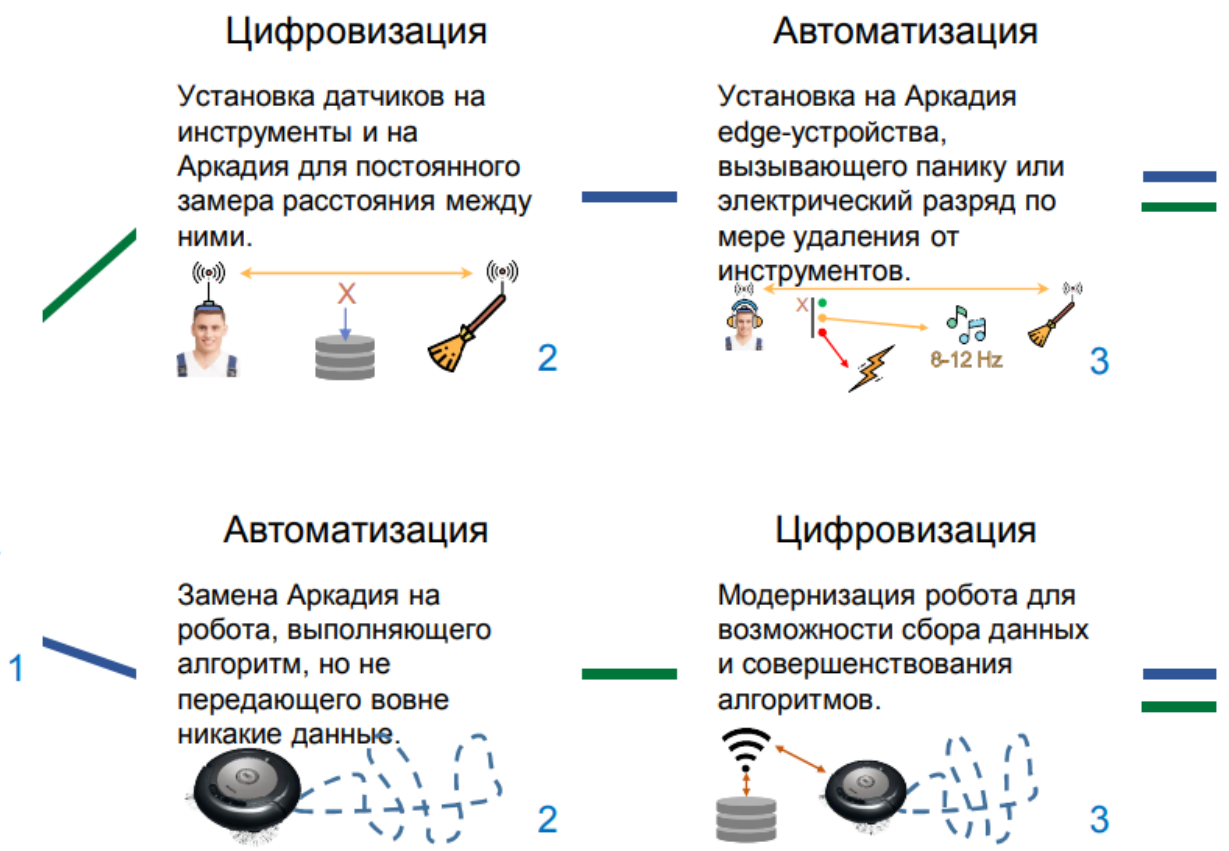 Цифровизация
Установка датчиков на
инструменты и на
Аркадия для постоянного
замера расстояния между
ними.
X
2
Автоматизация
Установка на Аркадия
edge-устройства,
вызывающего панику или
электрический разряд по
мере удаления от
инструментов.
X
8-12 Hz
3
1
Автоматизация
Замена Аркадия на
робота, выполняющего
алгоритм, но не
передающего вовне
никакие данные.
2
Цифровизация
Модернизация робота для
возможности сбора данных
и совершенствования
алгоритмов.
3